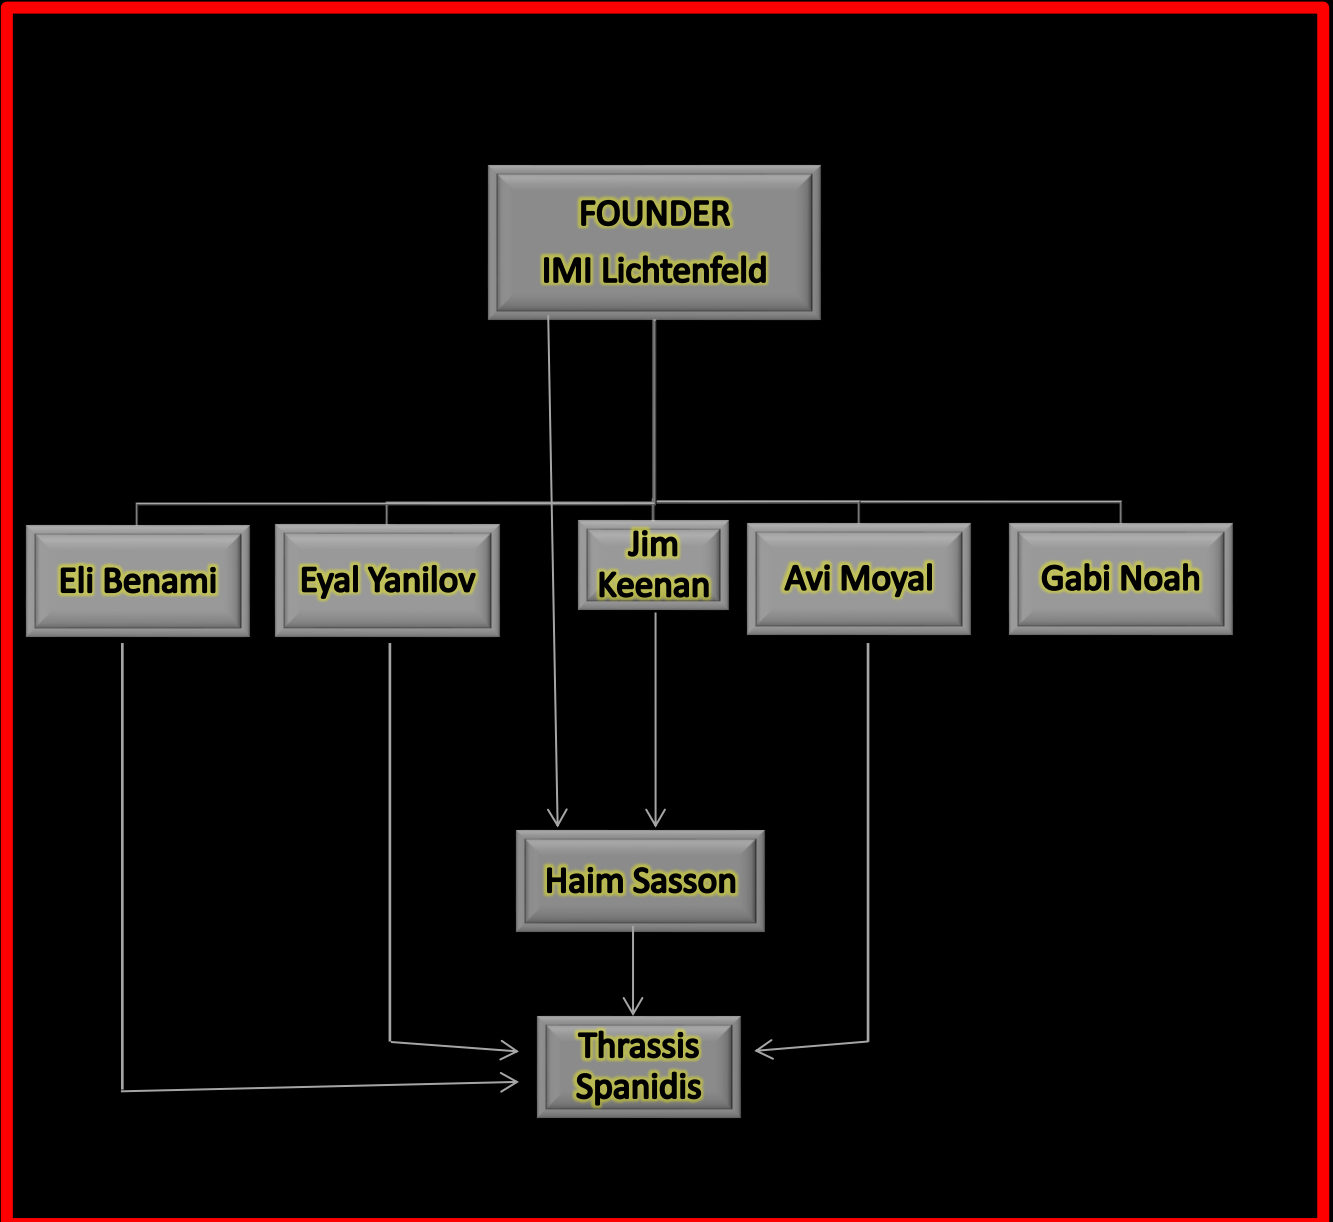 FOUNDER
IMI Lichtenfeld
Eli Benami
Eyal Yanilov
Jim
Keenan
Avi Moyal
Gabi Noah
Haim Sasson
Thrassis
Spanidis